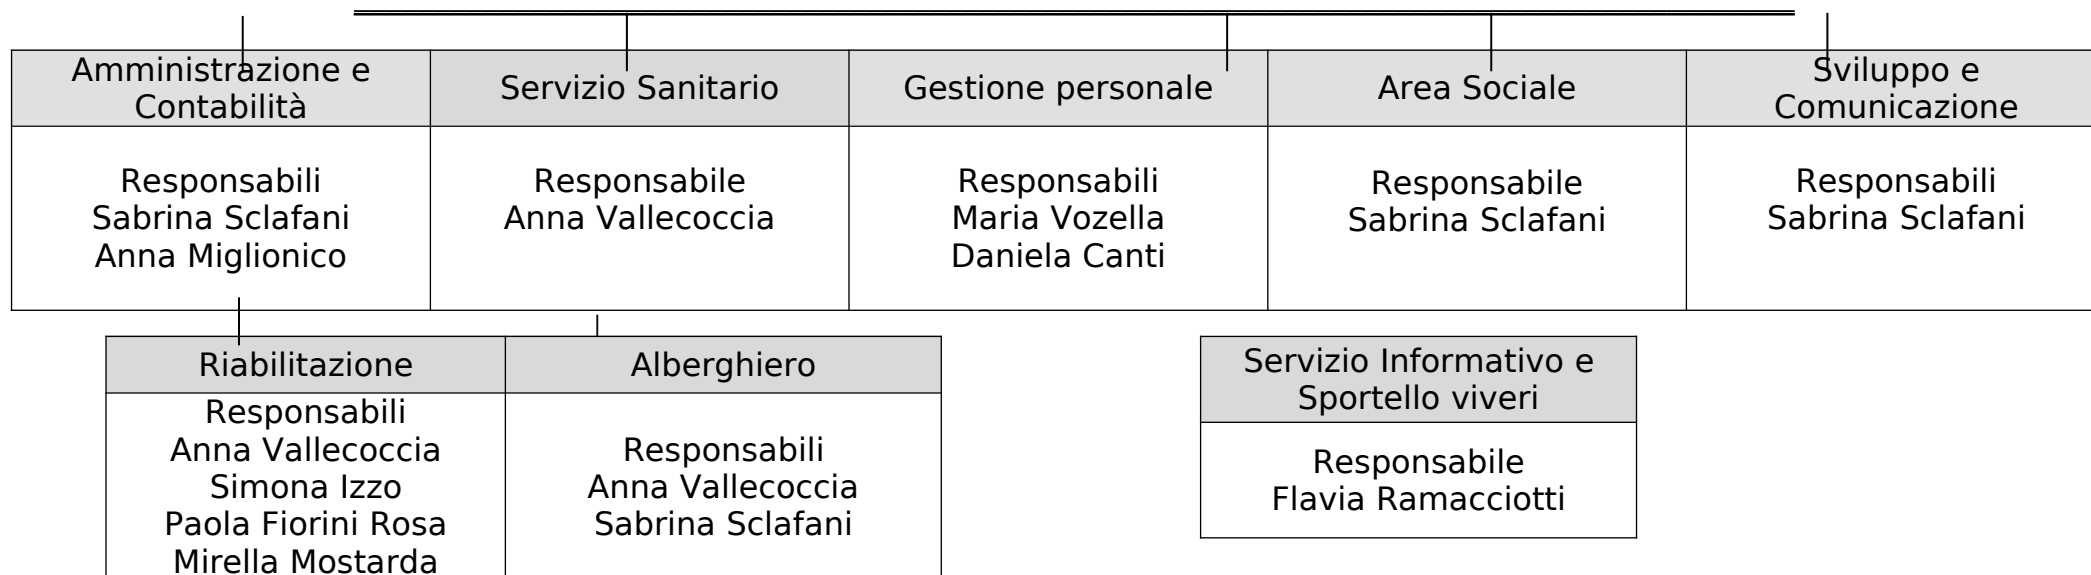 Amministrazione e
Contabilità
Servizio Sanitario
Gestione personale
Area Sociale
Sviluppo e
Comunicazione
Responsabili
Sabrina Sclafani
Anna Miglionico
Responsabile
Anna Vallecoccia
Responsabili
Maria Vozella
Daniela Canti
Responsabile
Sabrina Sclafani
Responsabili
Sabrina Sclafani
Riabilitazione
Alberghiero
Responsabili
Anna Vallecoccia
Simona Izzo
Paola Fiorini Rosa
Mirella Mostarda
Responsabili
Anna Vallecoccia
Sabrina Sclafani
Servizio Informativo e
Sportello viveri
Responsabile
Flavia Ramacciotti